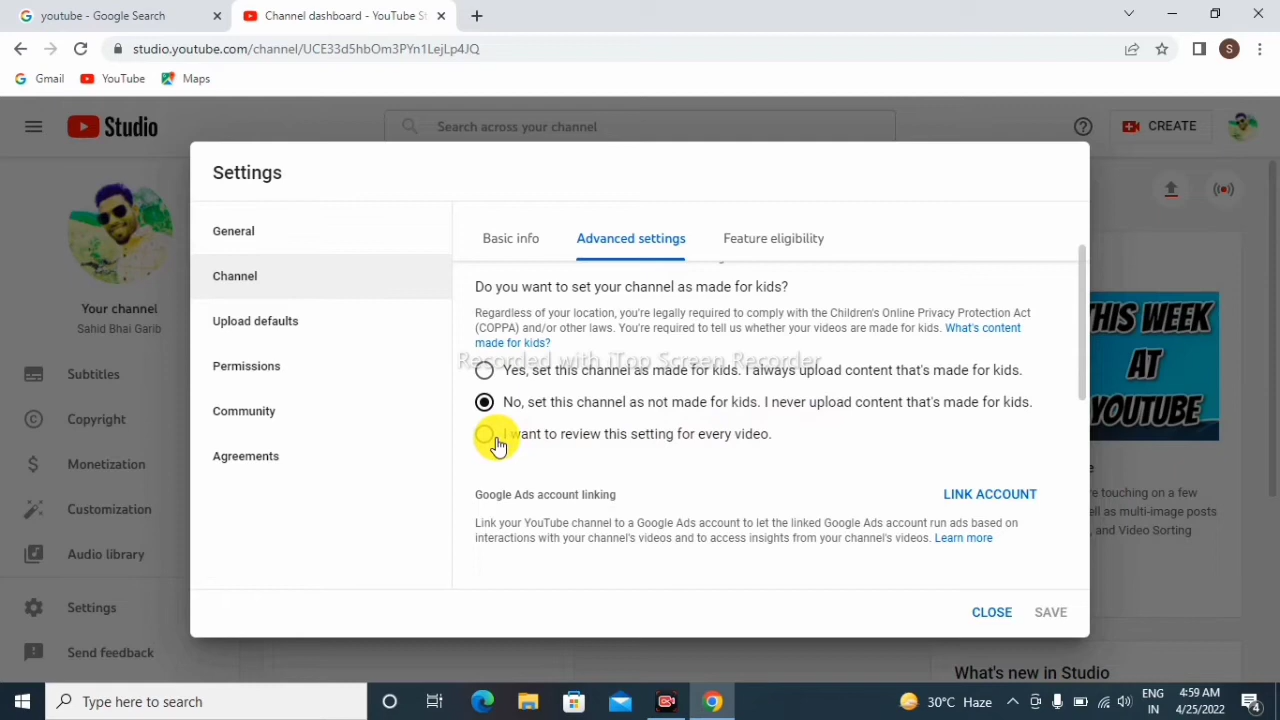 youtube - Google Search
Channel dashboard - YouTube St
studio.youtube.com/channel/UCE33d5hbOm3PYn1LejLp4JQ
S
Gmail
YouTube
Maps
Studio
Search across your channel
CREATE
Settings
General
Channel
Upload defaults
Permissions
Community
Agreements
Basic info
Advanced settings
Feature eligibility
Do you want to set your channel as made for kids?
Regardless of your location, you're legally required to comply with the Children's Online Privacy Protection Act
(COPPA) and/or other laws. You're required to tell us whether your videos are made for kids. What's content
made for kids?
Recorded with iTop Screen Recorder
Yes, set this channel as made for kids. I always upload content that's made for kids.
No, set this channel as not made for kids. I never upload content that's made for kids.
I want to review this setting for every video.
Google Ads account linking
LINK ACCOUNT
Link your YouTube channel to a Google Ads account to let the linked Google Ads account run ads based on
interactions with your channel's videos and to access insights from your channel's videos. Learn more
CLOSE
SAVE
Your channel
Sahid Bhai Garib
Subtitles
Copyright
Monetization
Customization
Audio library
Settings
Send feedback
THIS WEEK
AT
YOUTUBE
e touching on a few
ell as multi-image posts
, and Video Sorting
What's new in Studio
Type here to search
30°C Haze
ENG
IN
4:59 AM
4/25/2022
4